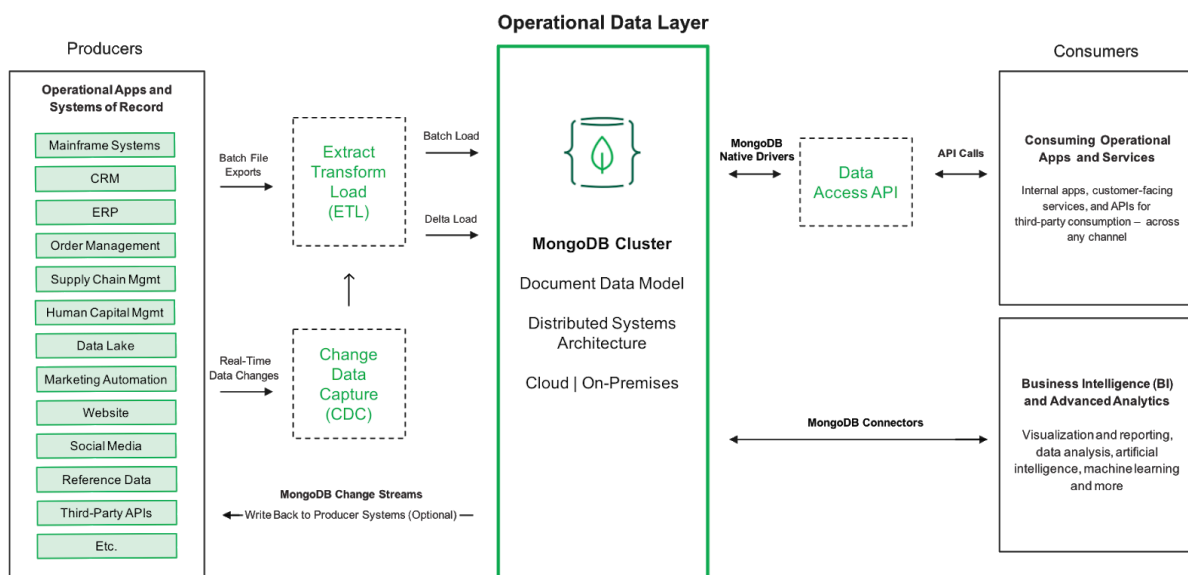 Operational Data Layer
Producers
Consumers
Operational Apps and
Systems of Record
Mainframe Systems
CRM
ERP
Order Management
Supply Chain Mgmt
Human Capital Mgmt
Data Lake
Marketing Automation
Website
Social Media
Reference Data
Third-Party APIs
Etc.
Batch File
Exports
Real-Time
Data Changes
Extract
Transform
Load
(ETL)
Change
Data
Capture
(CDC)
Batch Load
Delta Load
MongoDB Change Streams
Write Back to Producer Systems (Optional)
MongoDB Cluster
Document Data Model
Distributed Systems
Architecture
Cloud | On-Premises
MongoDB
Native Drivers
Data
Access API
API Calls
MongoDB Connectors
Consuming Operational
Apps and Services
Internal apps, customer-facing
services, and APIs for
third-party consumption – across
any channel
Business Intelligence (BI)
and Advanced Analytics
Visualization and reporting,
data analysis, artificial
intelligence, machine learning
and more